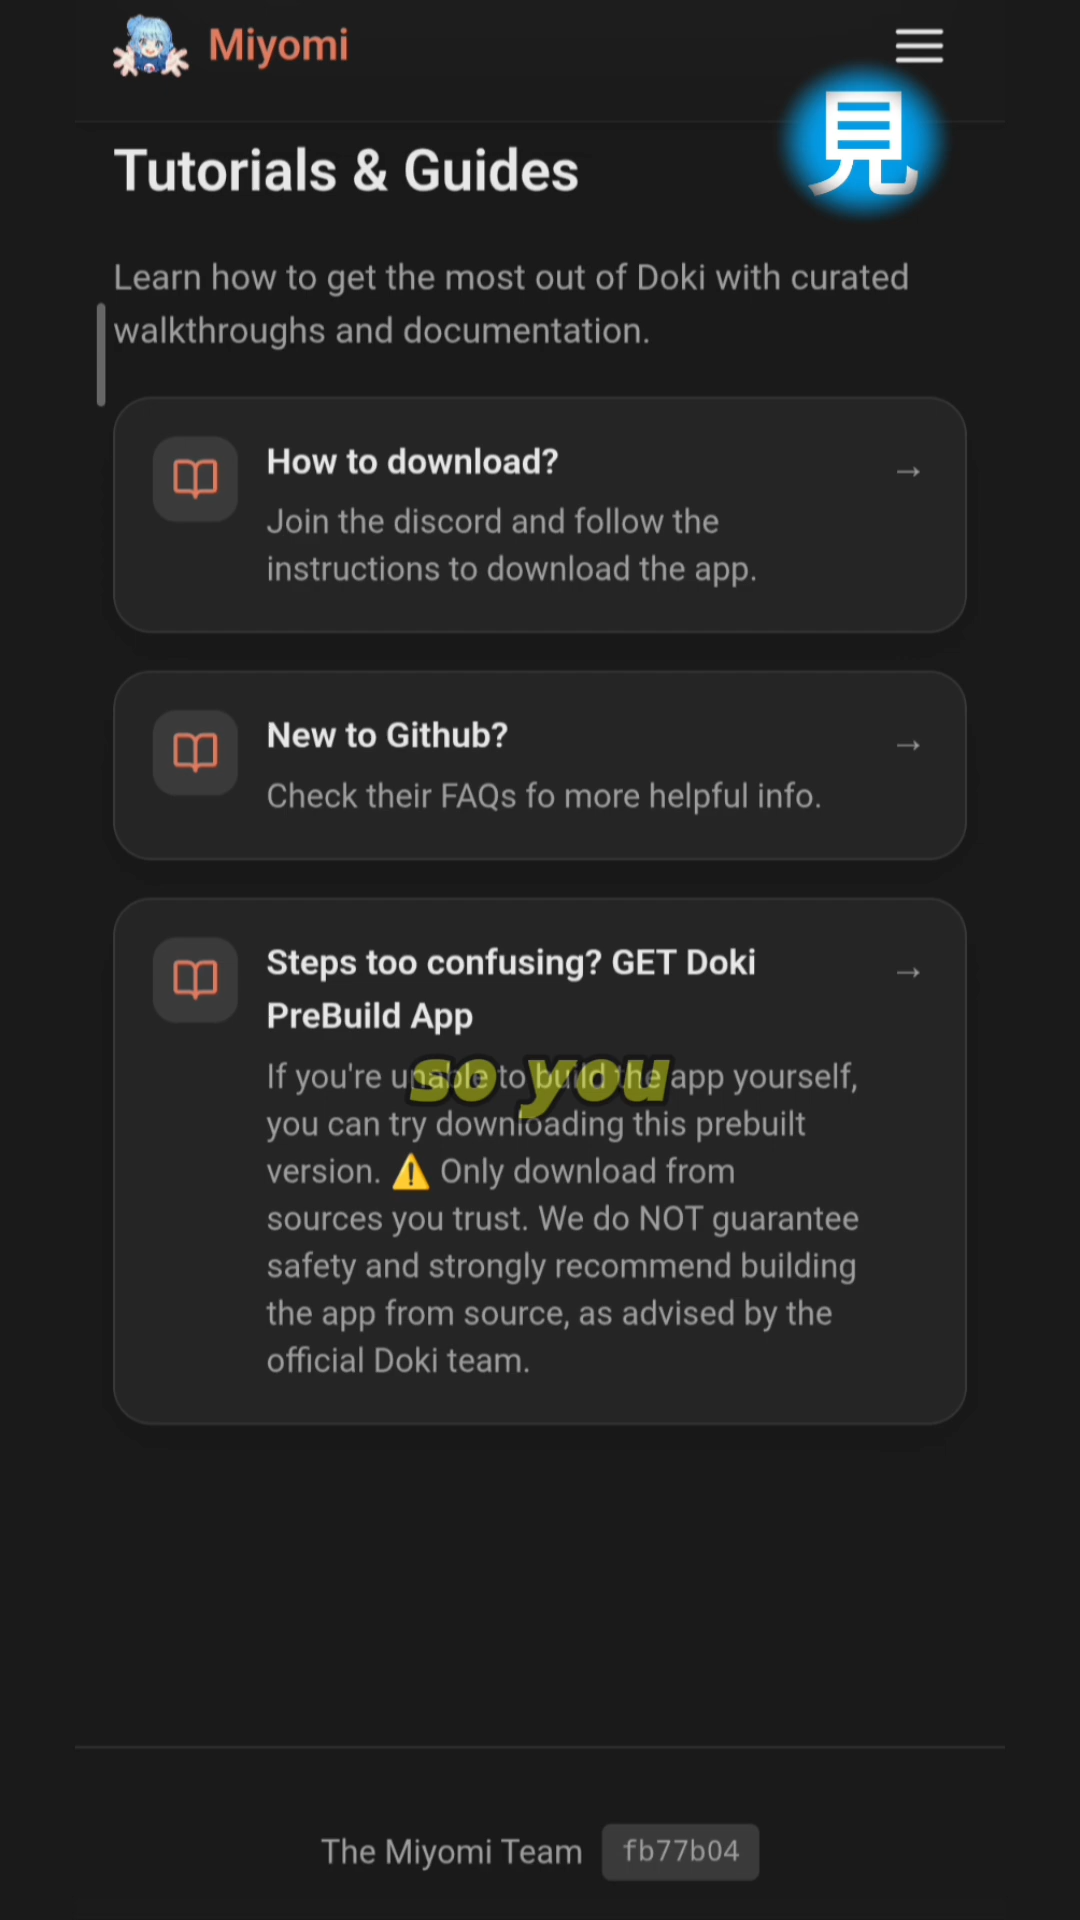 Miyomi
見
Tutorials & Guides
Learn how to get the most out of Doki with curated
walkthroughs and documentation.
How to download?
→
Join the discord and follow the
instructions to download the app.
New to Github?
→
Check their FAQs fo more helpful info.
Steps too confusing? GET Doki
→
PreBuild App
so you
If you're unable to build the app yourself,
you can try downloading this prebuilt
version. ⚠️ Only download from
sources you trust. We do NOT guarantee
safety and strongly recommend building
the app from source, as advised by the
official Doki team.
The Miyomi Team fb77b04